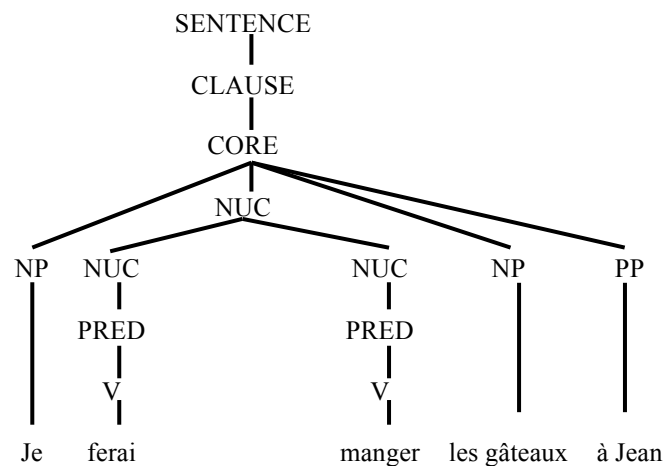 SENTENCE
CLAUSE
CORE
NUC
NP NUC NUC NP PP
PRED PRED
V V
Je ferai manger les gâteaux à Jean